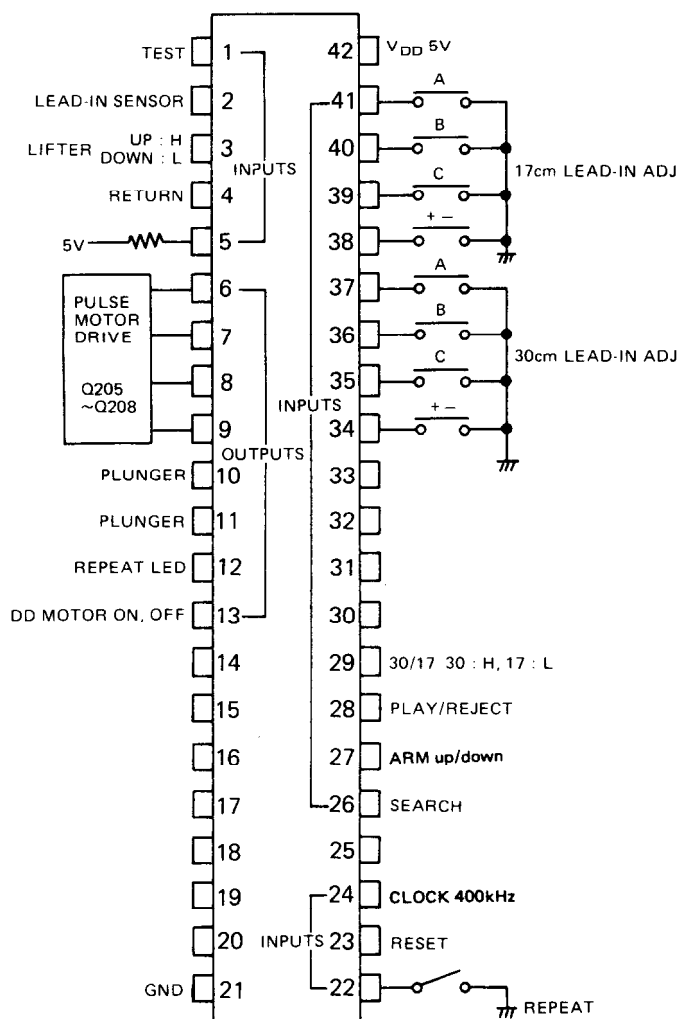 TEST 1 42 VDD 5V
LEAD-IN SENSOR 2 41 A
LIFTER UP : H
DOWN : L 3 40 B
17cm LEAD-IN ADJ
INPUTS
RETURN 4 39 C
5V 5 38 + −
6 37 A
PULSE
MOTOR
DRIVE
7 36 B
30cm LEAD-IN ADJ
Q205
~Q208
8 35 C
INPUTS
9 34 + −
OUTPUTS
PLUNGER 10 33
PLUNGER 11 32
REPEAT LED 12 31
DD MOTOR ON, OFF 13 30
14 29 30/17 30 : H, 17 : L
15 28 PLAY/REJECT
16 27 ARM up/down
17 26 SEARCH
18 25
19 24 CLOCK 400kHz
20 INPUTS 23 RESET
GND 21 22 REPEAT